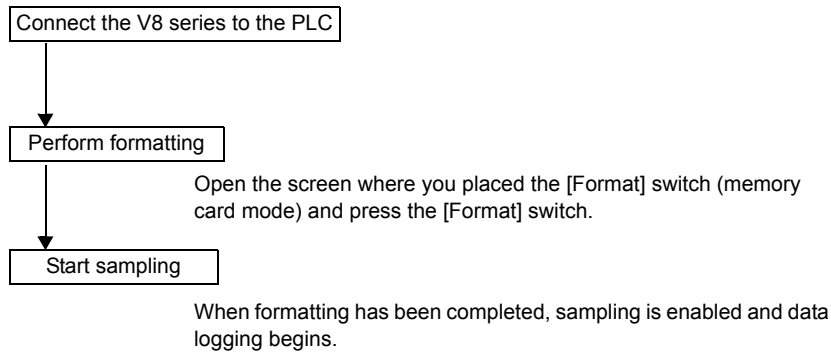 Connect the V8 series to the PLC
Perform formatting
Open the screen where you placed the [Format] switch (memory
card mode) and press the [Format] switch.
Start sampling
When formatting has been completed, sampling is enabled and data
logging begins.